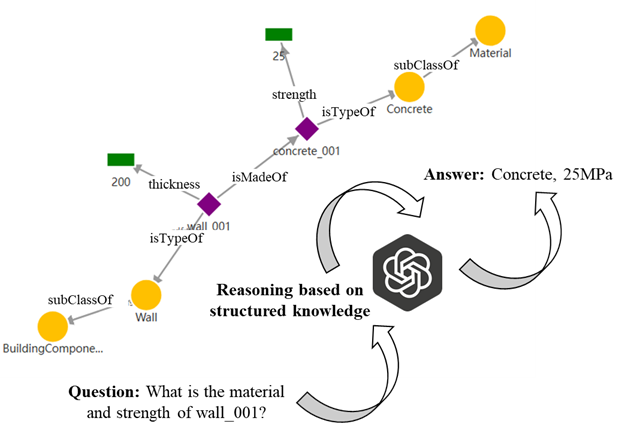 subClassOf
Material
25
strength
isTypeOf
Concrete
concrete_001
isMadeOf
200
thickness
wall_001
isTypeOf
subClassOf
Wall
BuildingCompone...
Answer: Concrete, 25MPa
Reasoning based on
structured knowledge
Question: What is the material
and strength of wall_001?